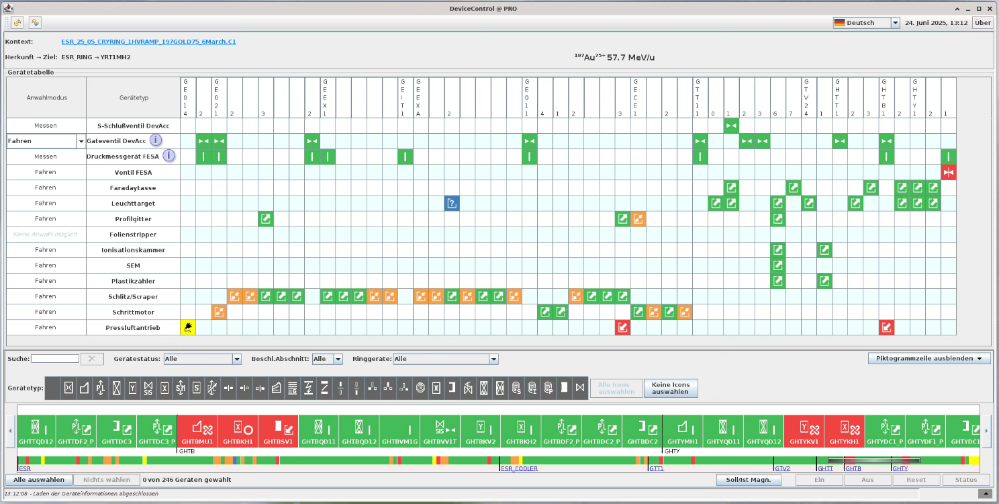 DeviceControl @ PRO
Deutsch 24. Juni 2025, 13:12 Über
Kontext: ESR_25_05_CRYRING_1HVRAMP_197GOLD75_6March.C1
Herkunft → Ziel: ESR_RING → YRT1MH2 197Au75+ 57.7 MeV/u
Gerätetabelle
Anwahlmodus Gerätetyp GE014 2 GE021 2 3 2 GEEX1 GEIT1 GEEXA 2 GE011 4 1 2 3 GECE1 2 GTT11 0 1 2 3 6 7 GTV24 1 GHTT1 2 3 GHTB1 2 GHTY1 2 1
Messen S-Schlußventil DevAcc
Fahren Gateventil DevAcc i
Messen Druckmessgerät FESA i
Fahren Ventil FESA
Fahren Faradaytasse
Fahren Leuchttarget ?
Fahren Profilgitter
Keine Anwahl möglich Folienstripper
Fahren Ionisationskammer
Fahren SEM
Fahren Plastikzähler
Fahren Schlitz/Scraper
Fahren Schrittmotor
Fahren Pressluftantrieb
Suche: Gerätestatus: Alle Beschl.Abschnitt: Alle Ringgeräte: Alle Piktogrammzeile ausblenden
Gerätetyp: Alle Icons auswählen Keine Icons auswählen
GHTTQD12 GHTTDF2_P GHTTDC3 GHTTDC3_P GHTBMU1 GHTBKH1 GHTBSV1 GHTBQD11 GHTBQD12 GHTBVM1G GHTBVV1T GHTBKV2 GHTBKH2 GHTBDF2_P GHTBDC2_P GHTBDC2 GHTYMH1 GHTYQD11 GHTYQD12 GHTYKV1 GHTYKH1 GHTYDC1_P GHTYDF1_P GHTYDC1
GHTB GHTY
ESR ESR_COOLER GTT1 GTV2 GHTT GHTB GHTY
Alle auswählen Nichts wählen 0 von 246 Geräten gewählt Soll/Ist Magn. Ein Aus Reset Status
13:12:08 - Laden der Geräteinformationen abgeschlossen